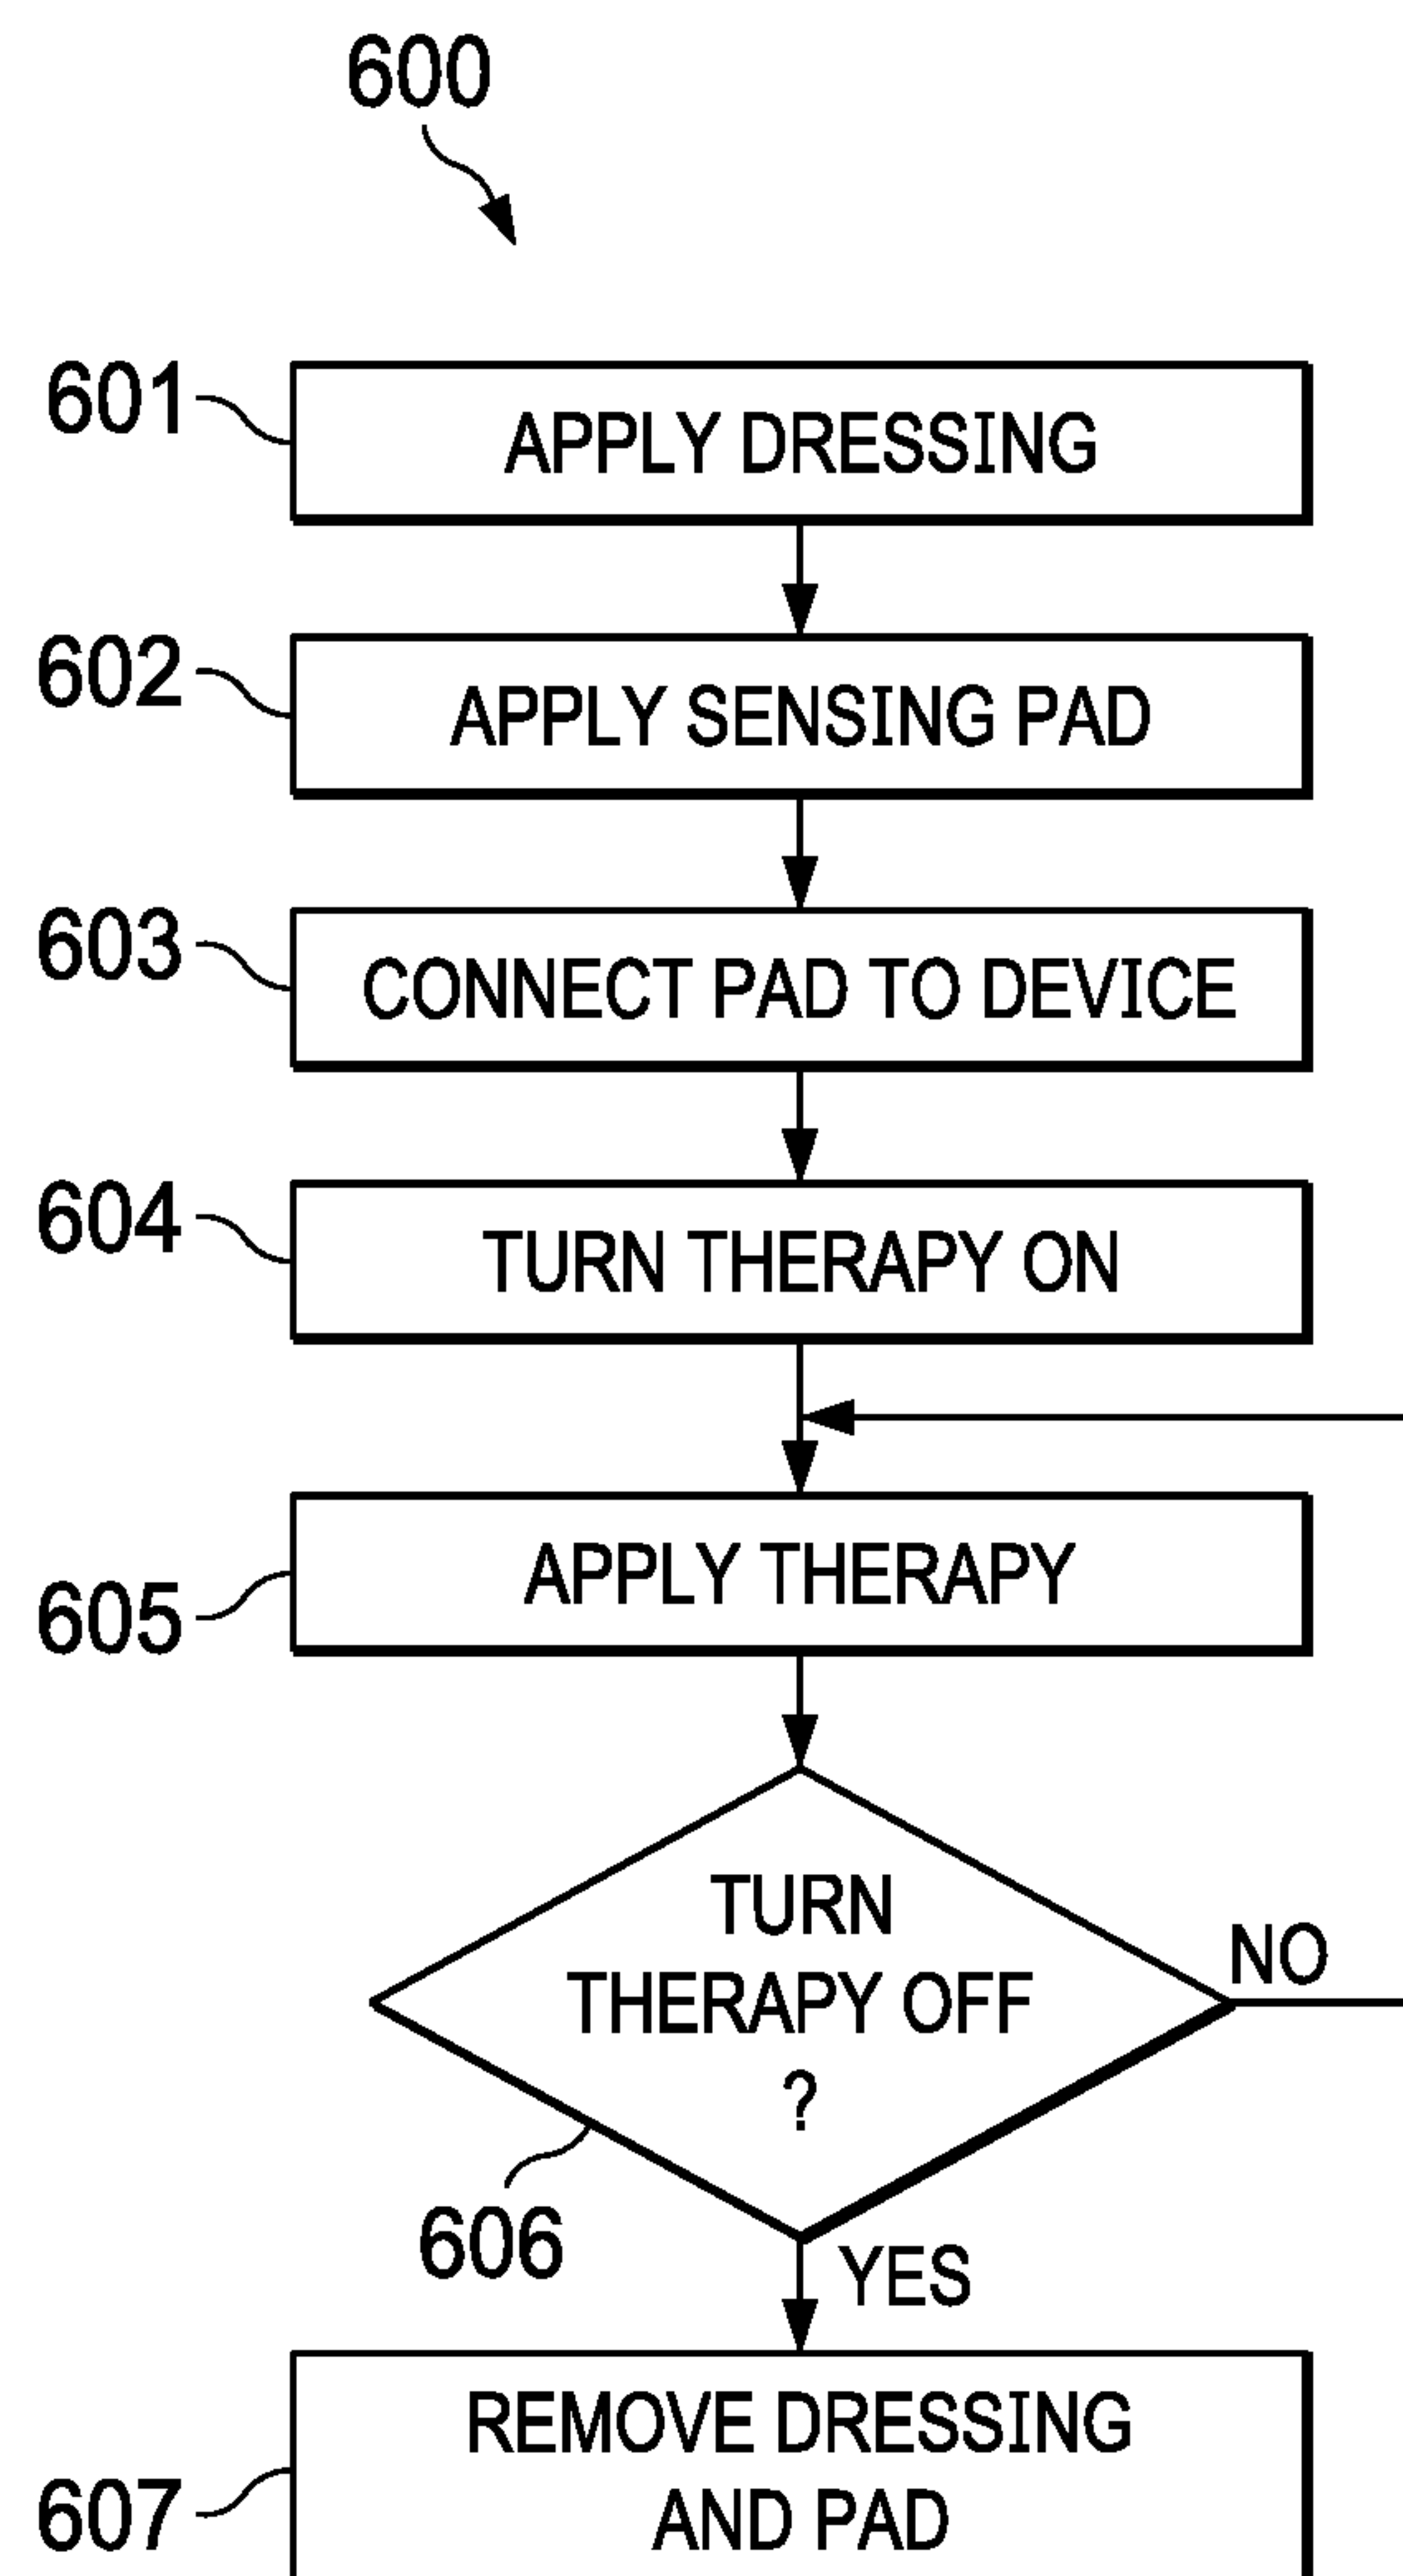 600
601
APPLY DRESSING
602
APPLY SENSING PAD
603
CONNECT PAD TO DEVICE
604
TURN THERAPY ON
605
APPLY THERAPY
TURN
THERAPY OFF
?
NO
606
YES
607
REMOVE DRESSING
AND PAD